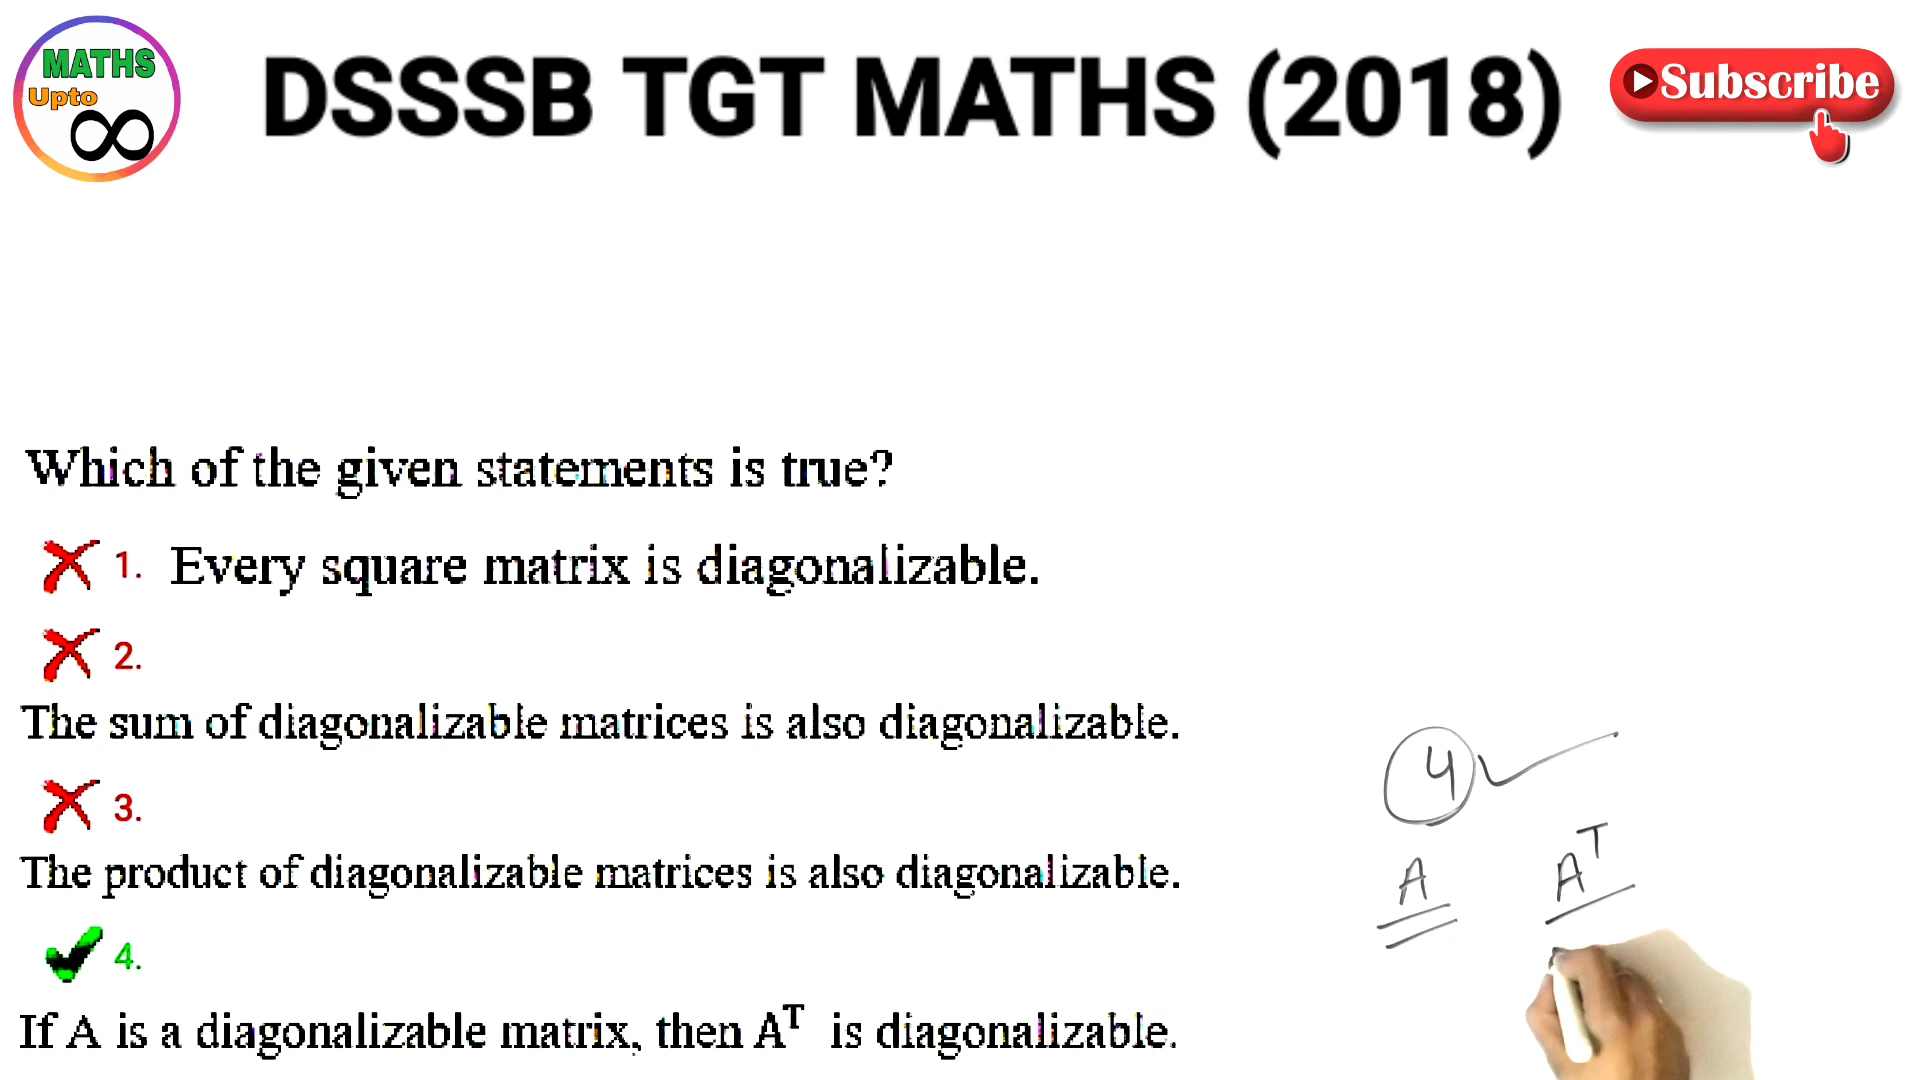 MATHS
Upto
∞
DSSSB TGT MATHS (2018)
Subscribe
Which of the given statements is true?
1. Every square matrix is diagonalizable.
2.
The sum of diagonalizable matrices is also diagonalizable.
3.
The product of diagonalizable matrices is also diagonalizable.
4.
If A is a diagonalizable matrix, then Aᵀ is diagonalizable.
4
A Aᵀ